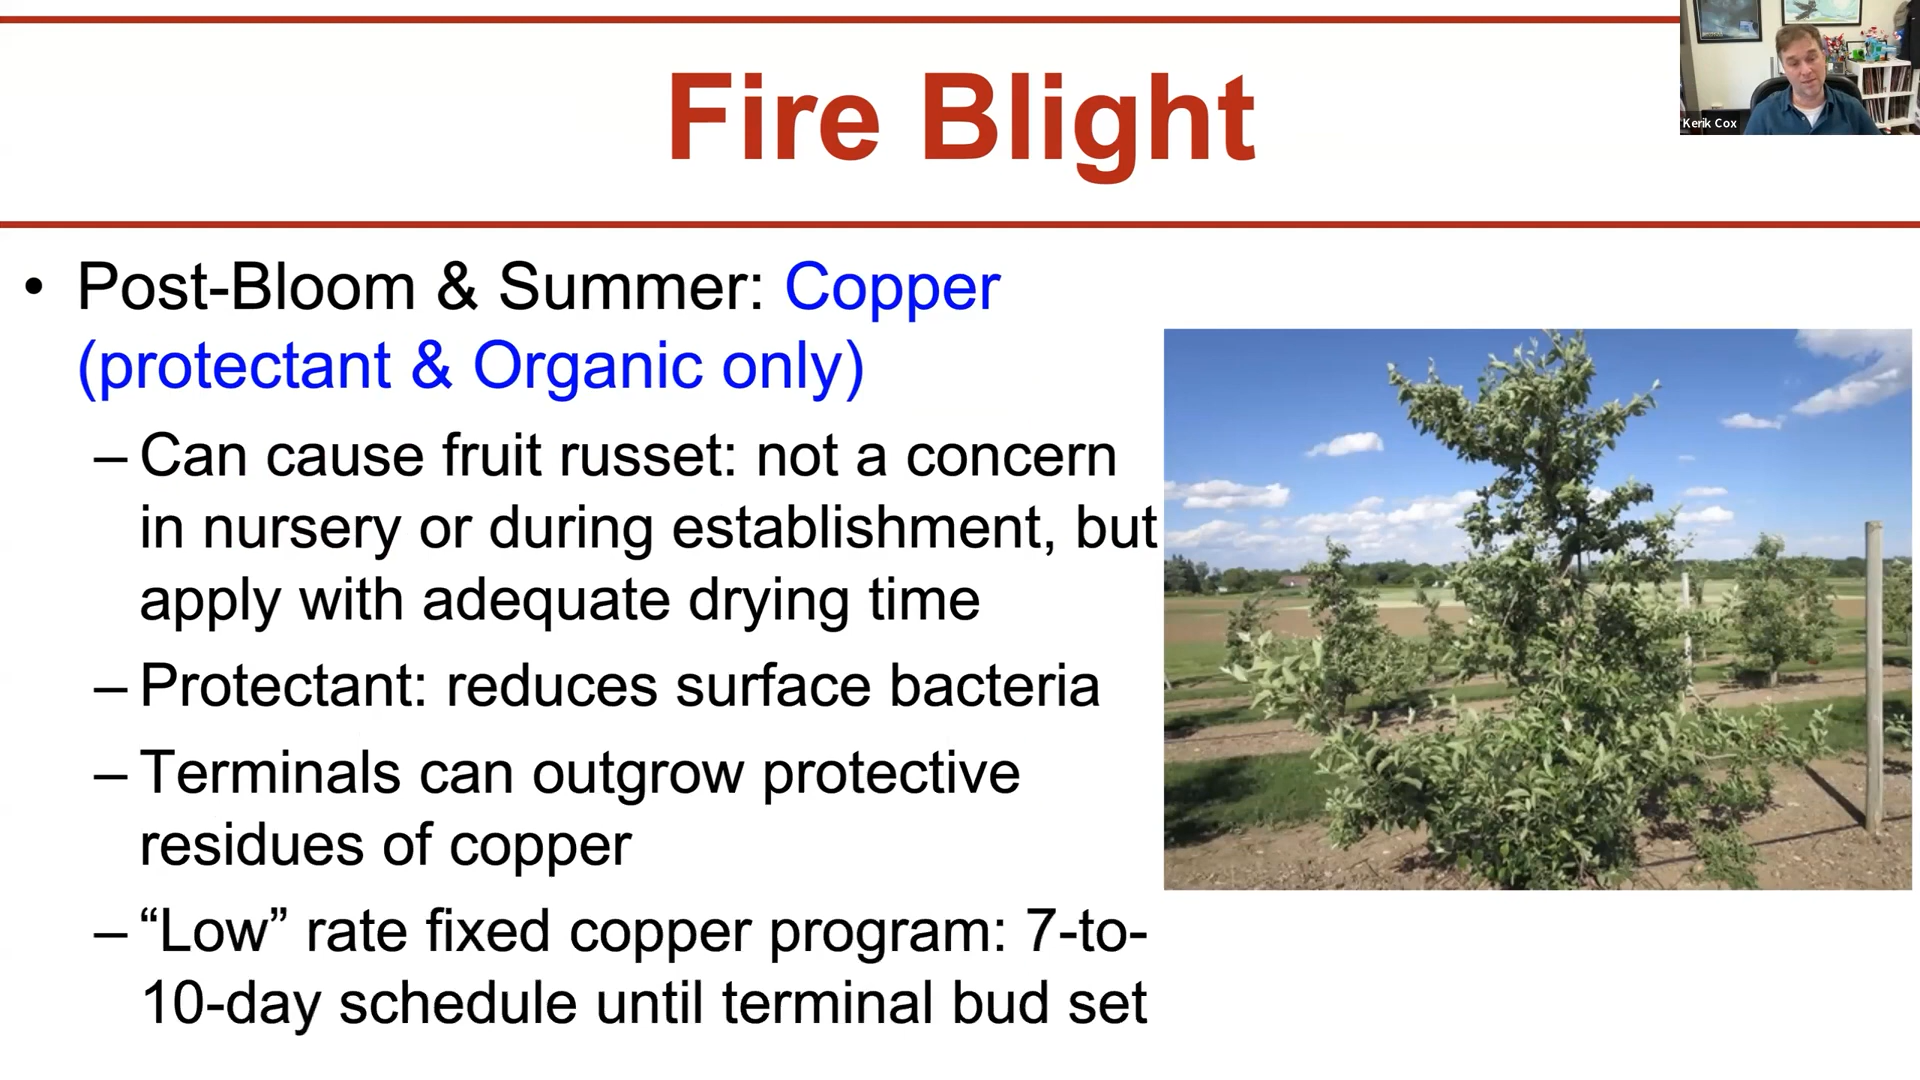 Fire Blight
Kerik Cox
• Post-Bloom & Summer: Copper
(protectant & Organic only)
– Can cause fruit russet: not a concern
in nursery or during establishment, but
apply with adequate drying time
– Protectant: reduces surface bacteria
– Terminals can outgrow protective
residues of copper
– “Low” rate fixed copper program: 7-to-
10-day schedule until terminal bud set